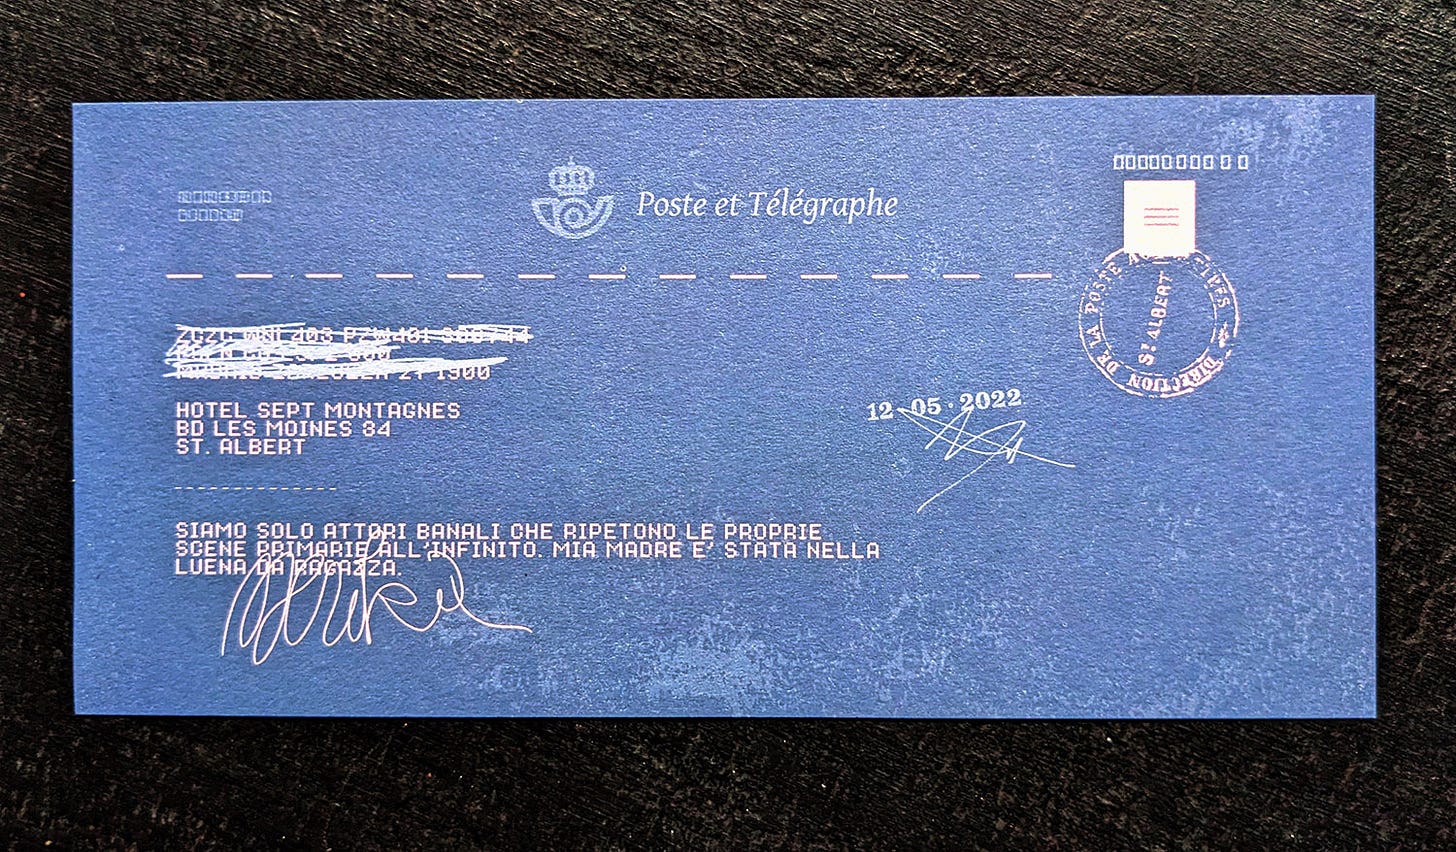 Poste et Télégraphe
DIRECTION DE LA POSTE
ST ALBERT
HOTEL SEPT MONTAGNES
BD LES MOINES 84
ST. ALBERT
12·05·2022
SIAMO SOLO ATTORI BANALI CHE RIPETONO LE PROPRIE
SCENE PRIMARIE ALL'INFINITO. MIA MADRE E' STATA NELLA
LUENA DA RAGAZZA.